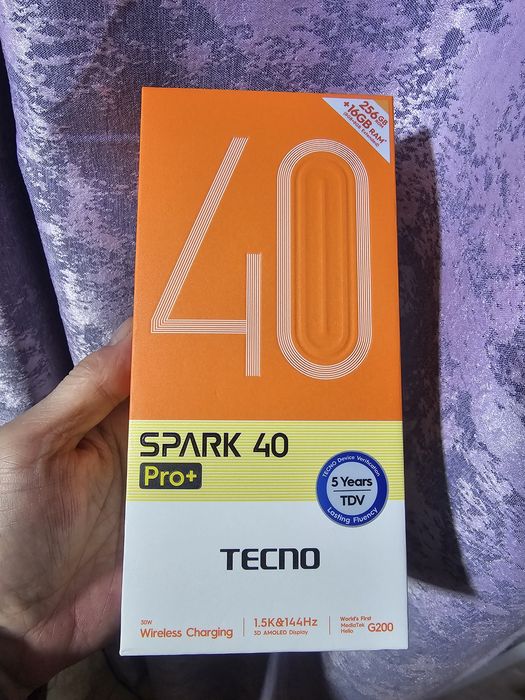 256GB
+16GB RAM*
40
SPARK 40
Pro+
TECNO Device Verification
5 Years
TDV
Lasting Fluency
TECNO
30W
Wireless Charging
1.5K&144Hz
3D AMOLED Display
World's First
MediaTek
Helio G200